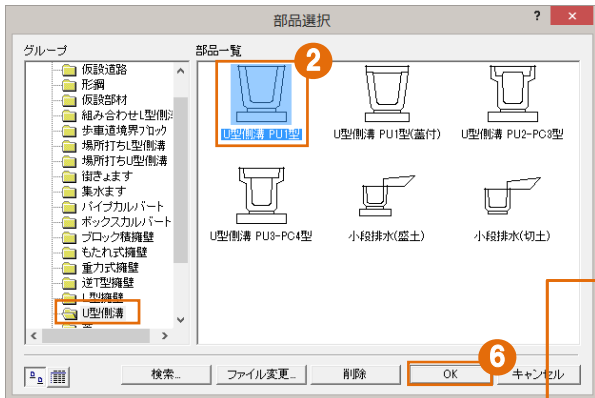 部品選択
? ×
グループ
部品一覧
仮設道路
形鋼
仮設部材
組み合わせL型側
歩車道境界ブロック
場所打ちL型側溝
場所打ちU型側溝
街きょます
集水ます
パイプカルバート
ボックスカルバート
ブロック積擁壁
もたれ式擁壁
重力式擁壁
逆T型擁壁
L型擁壁
U型側溝
2
U型側溝 PU1型
U型側溝 PU1型(蓋付)
U型側溝 PU2-PC3型
U型側溝 PU3-PC4型
小段排水(盛土)
小段排水(切土)
6
検索...
ファイル変更...
削除
OK
キャンセル